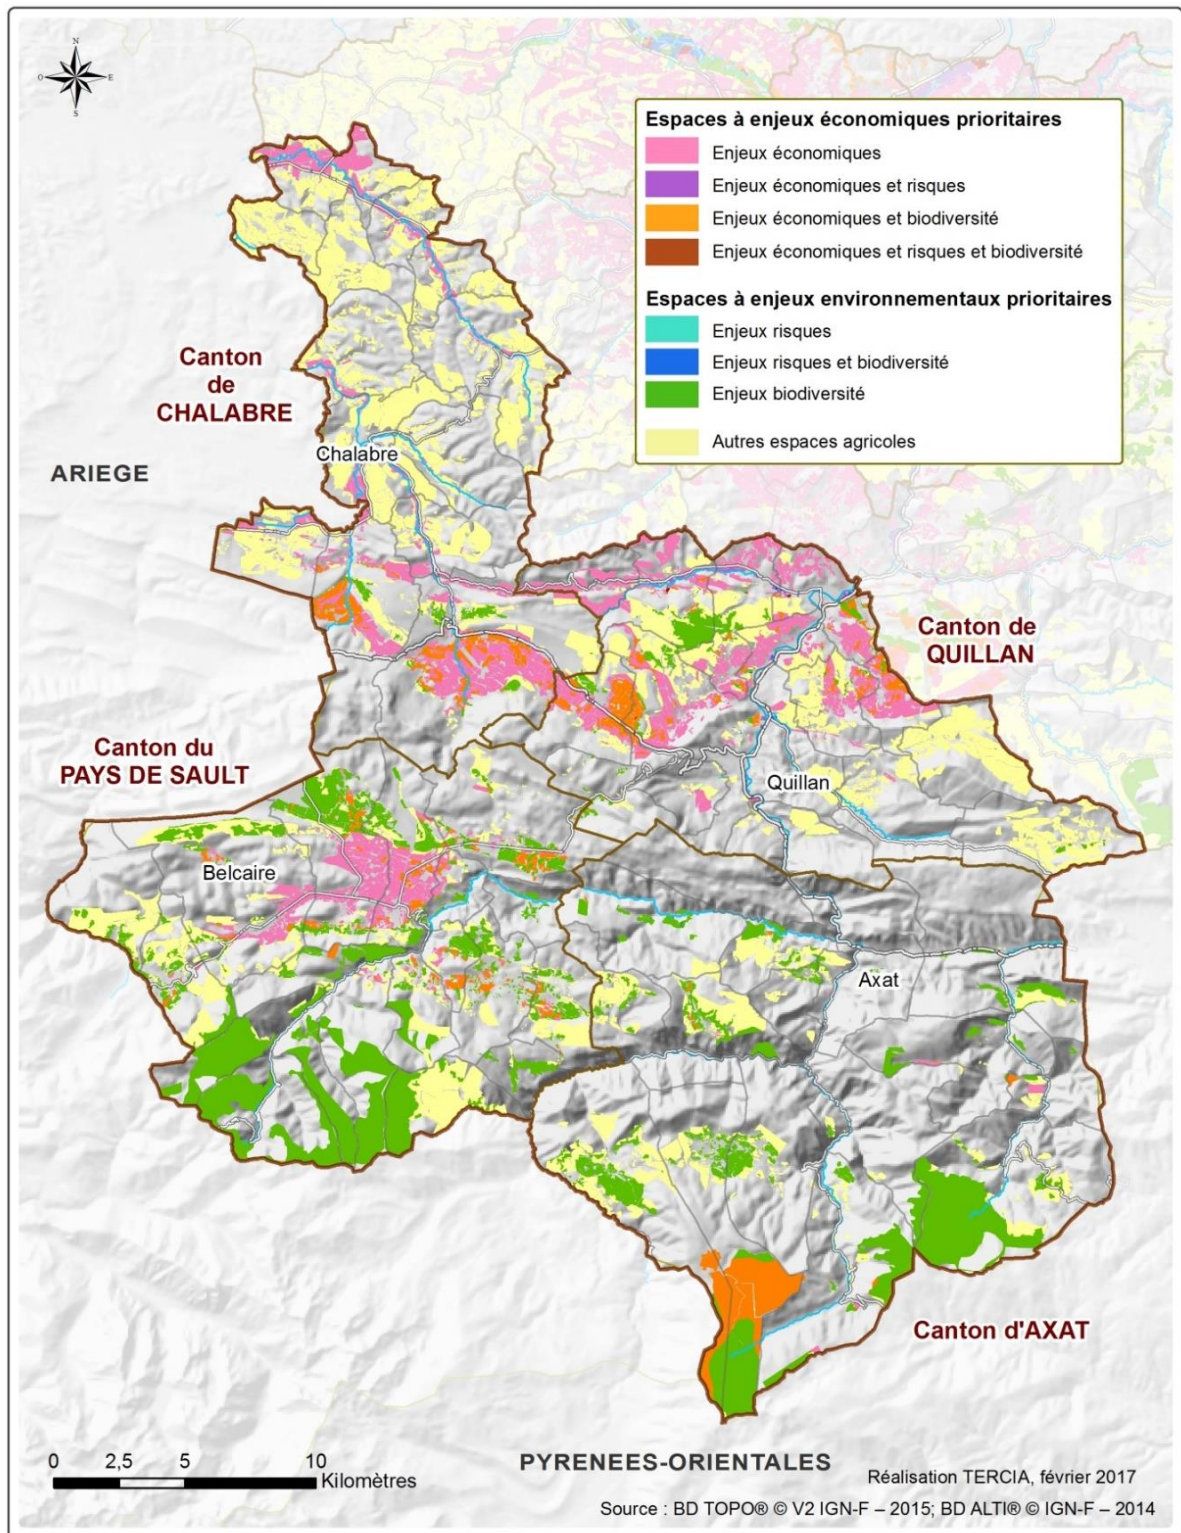 N
O
E
S
Espaces à enjeux économiques prioritaires
Enjeux économiques
Enjeux économiques et risques
Enjeux économiques et biodiversité
Enjeux économiques et risques et biodiversité
Espaces à enjeux environnementaux prioritaires
Enjeux risques
Enjeux risques et biodiversité
Enjeux biodiversité
Autres espaces agricoles
Canton
de
CHALABRE
Chalabre
ARIEGE
Canton de
QUILLAN
Canton du
PAYS DE SAULT
Quillan
Belcaire
Axat
Canton d'AXAT
0 2,5 5 10
Kilomètres
PYRENEES-ORIENTALES
Réalisation TERCIA, février 2017
Source : BD TOPO® © V2 IGN-F – 2015; BD ALTI® © IGN-F – 2014